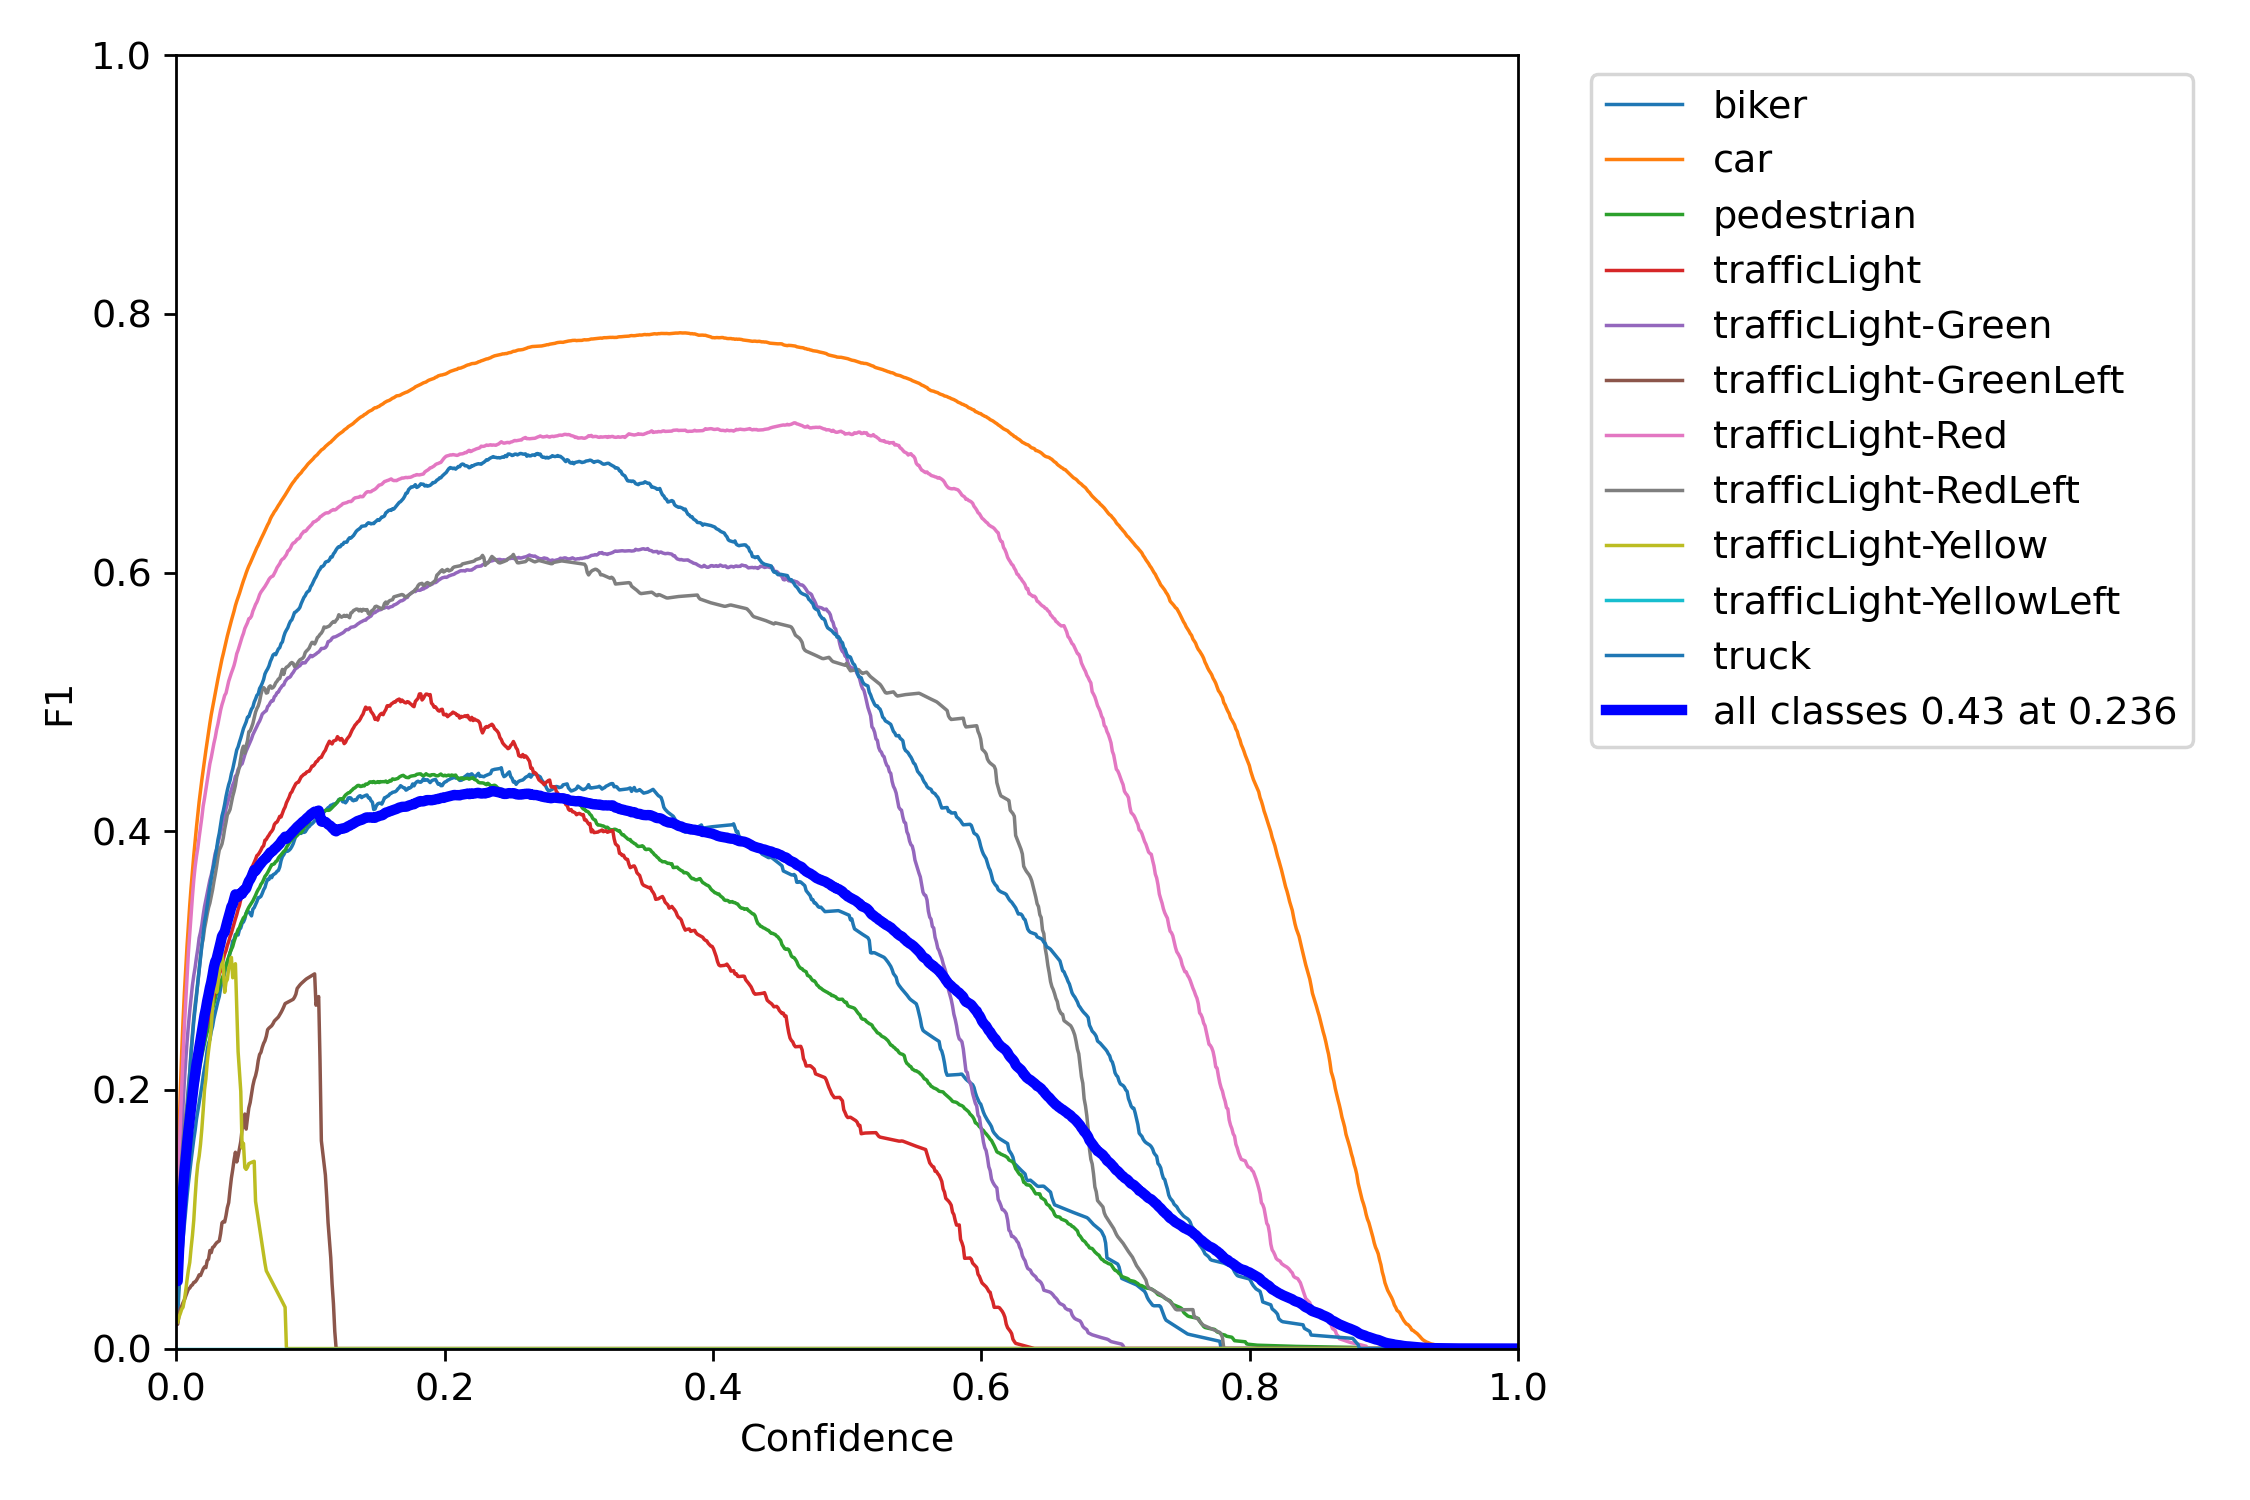 1.0
0.8
0.6
0.4
0.2
0.0
F1
0.0 0.2 0.4 0.6 0.8 1.0
Confidence
biker
car
pedestrian
trafficLight
trafficLight-Green
trafficLight-GreenLeft
trafficLight-Red
trafficLight-RedLeft
trafficLight-Yellow
trafficLight-YellowLeft
truck
all classes 0.43 at 0.236